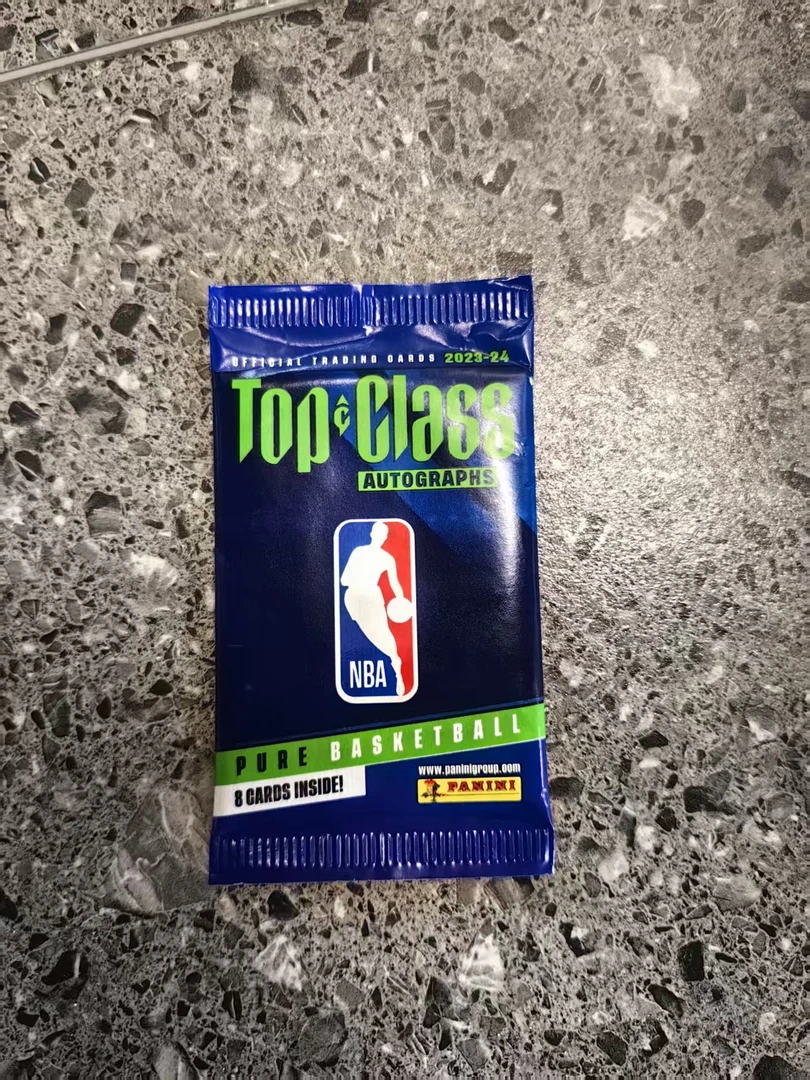 OFFICIAL TRADING CARDS 2023-24
Top Class
AUTOGRAPHS
NBA
PURE BASKETBALL
8 CARDS INSIDE!
www.paninigroup.com
PANINI